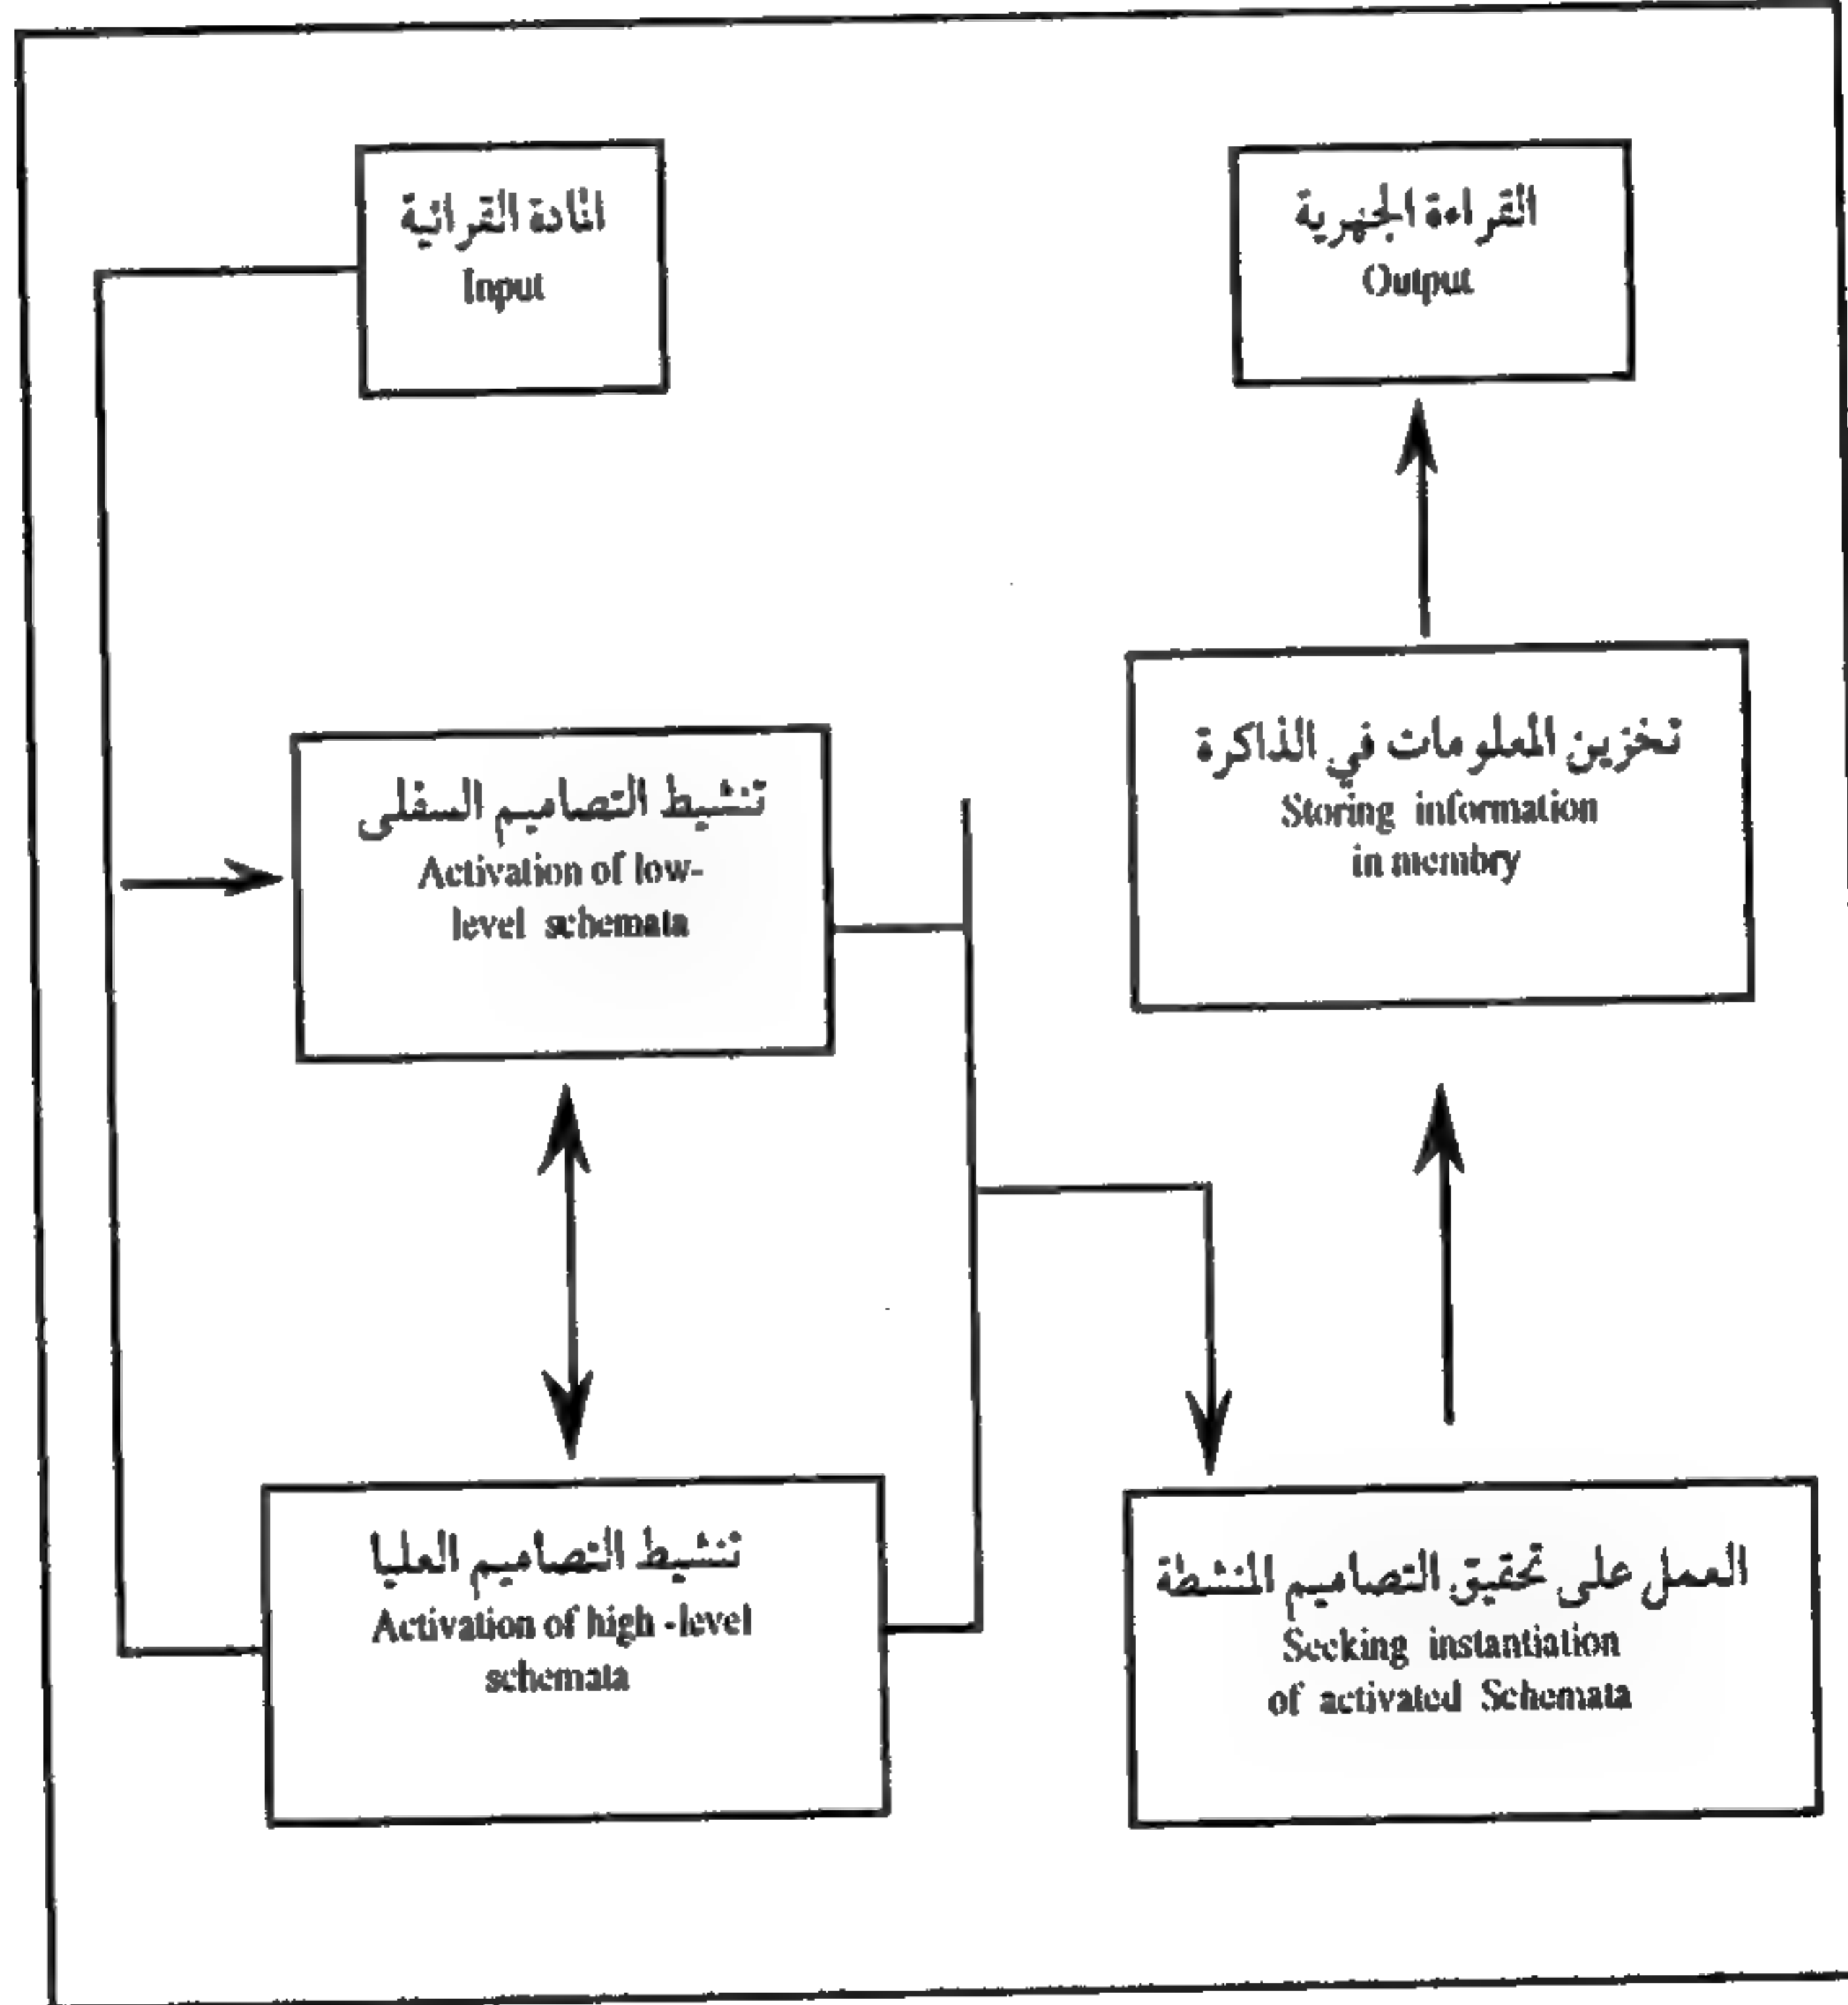 المادة القرائية
Input
القراءة الجهرية
Output
تنشيط التصاميم السفلى
Activation of low-
level schemata
تخزين المعلومات في الذاكرة
Storing information
in membry
تنشيط التصاميم العليا
Activation of high -level
schemata
العمل على تحقيق التصاميم المنشطة
Seeking instantiation
of activated Schemata